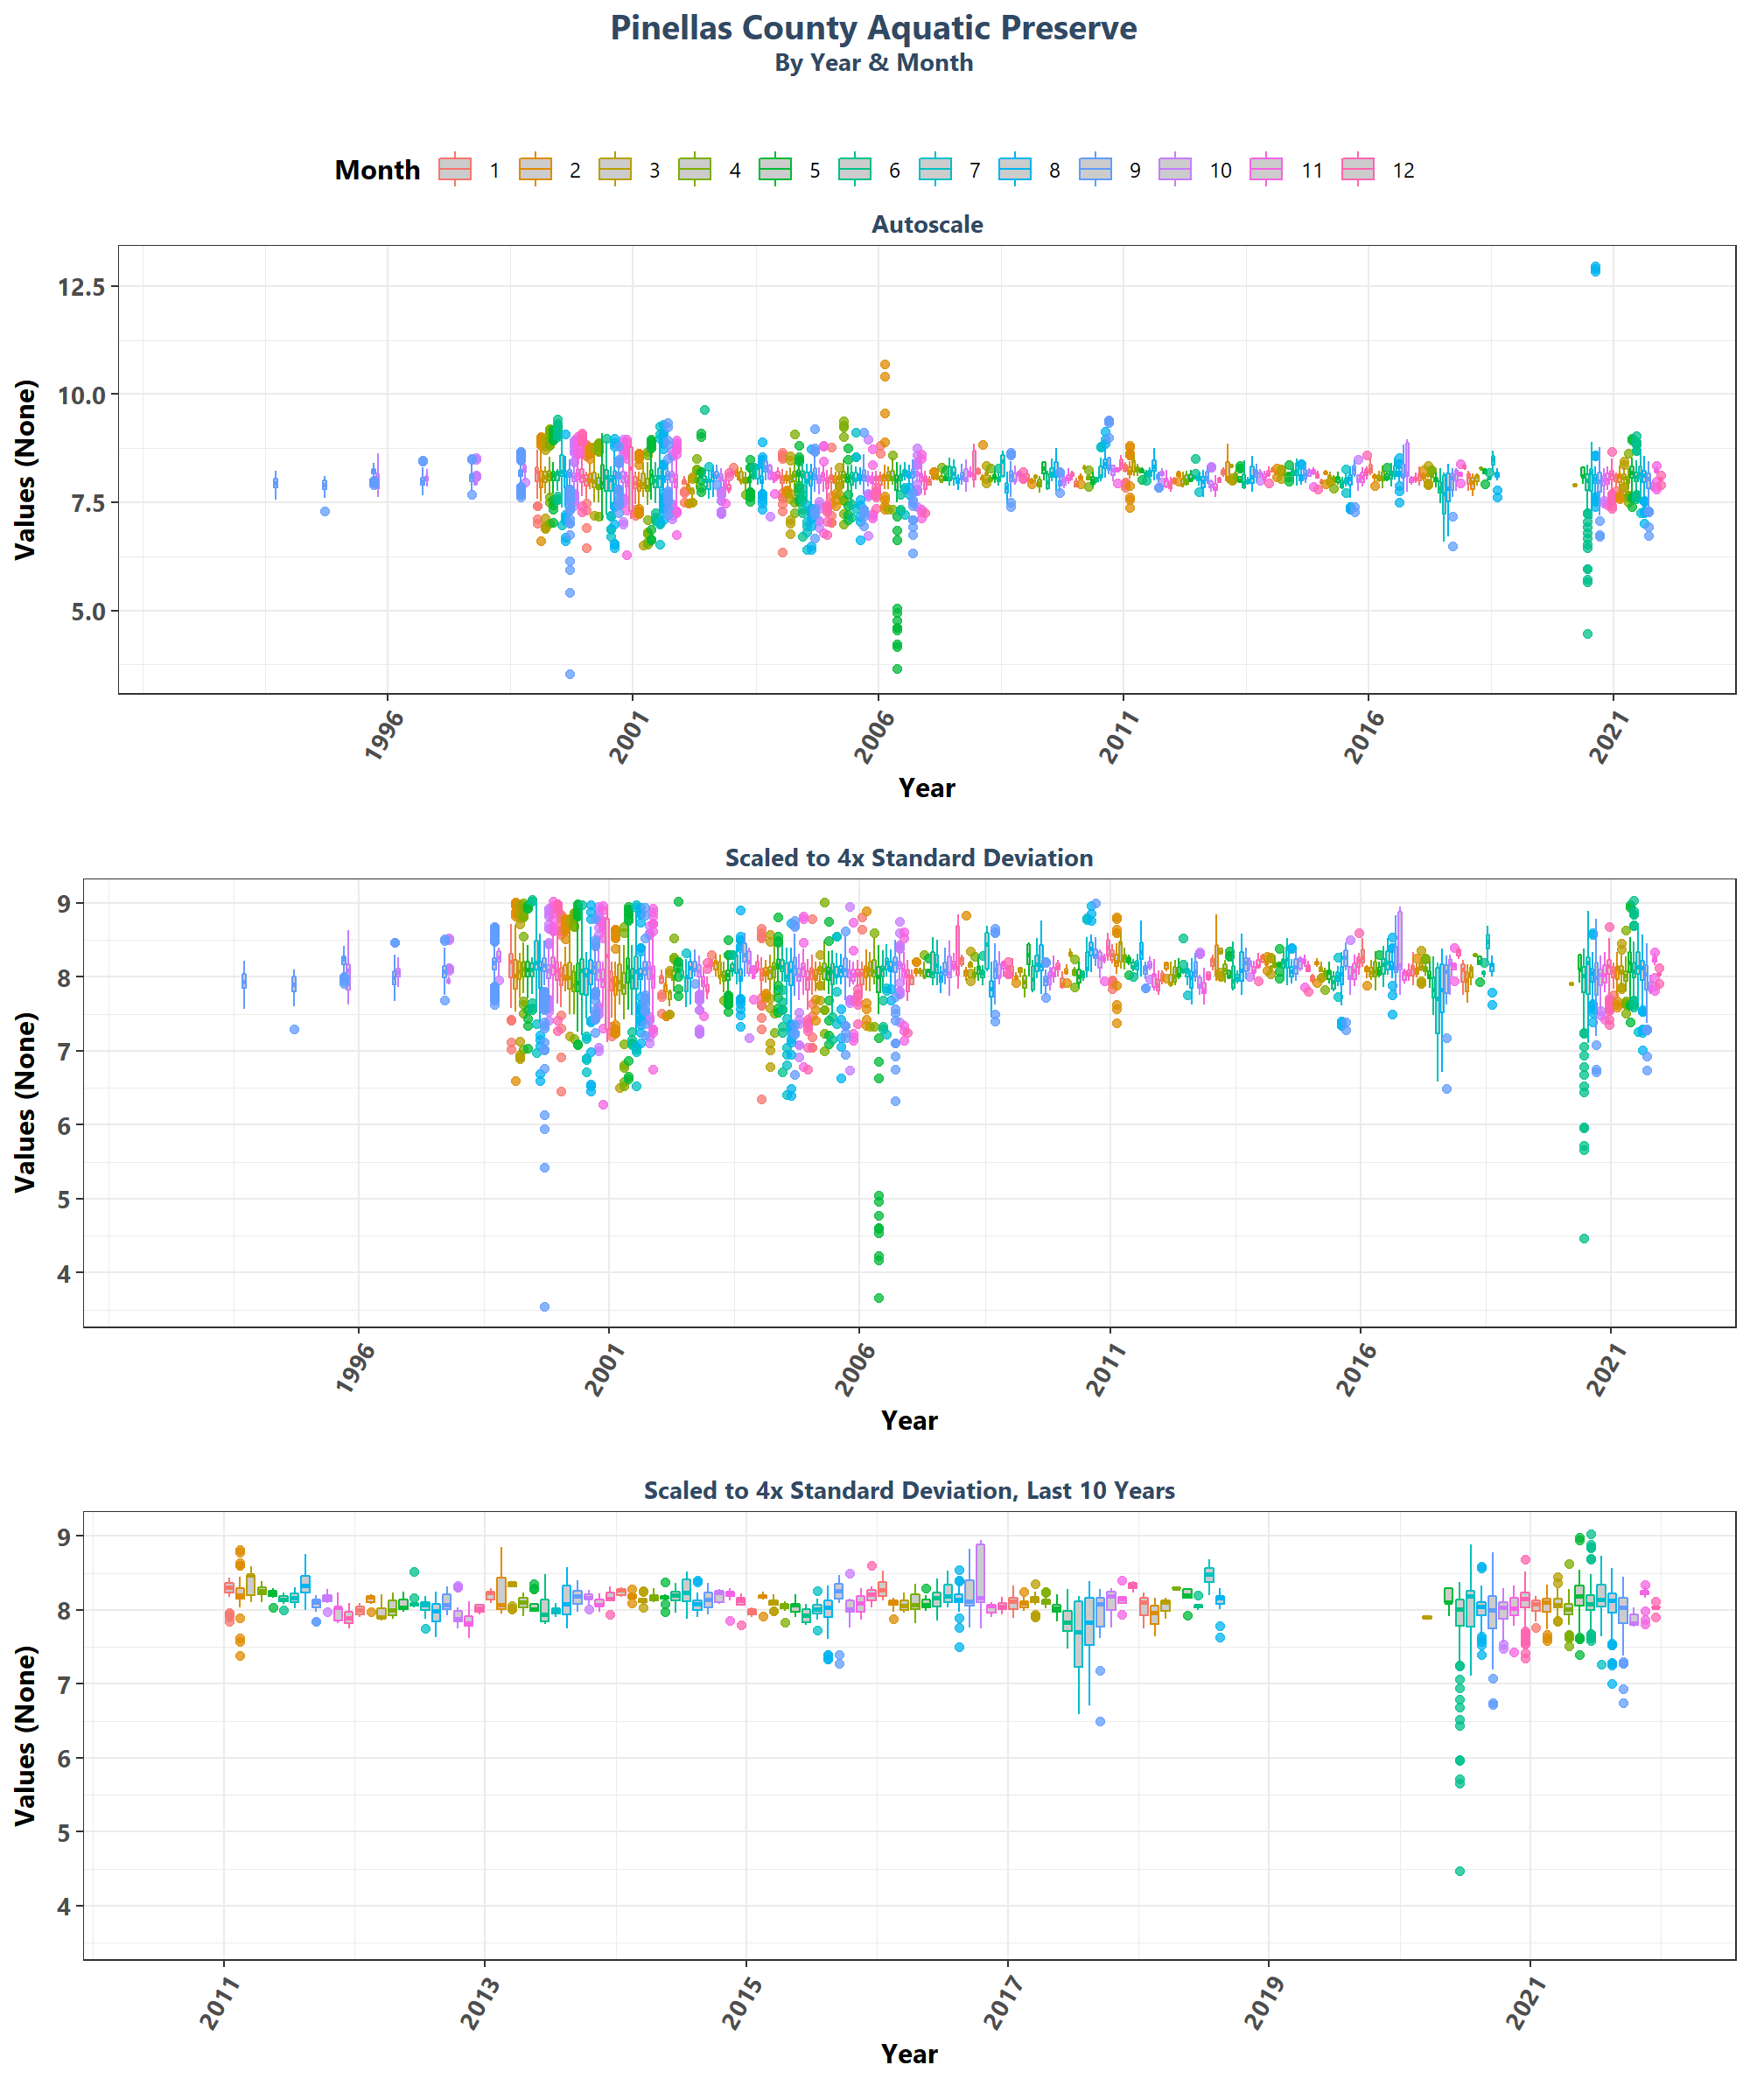 Pinellas County Aquatic Preserve
By Year & Month
Month 1 2 3 4 5 6 7 8 9 10 11 12
Autoscale
Values (None)
12.5
10.0
7.5
5.0
1996 2001 2006 2011 2016 2021
Year
Scaled to 4x Standard Deviation
Values (None)
9
8
7
6
5
4
1996 2001 2006 2011 2016 2021
Year
Scaled to 4x Standard Deviation, Last 10 Years
Values (None)
9
8
7
6
5
4
2011 2013 2015 2017 2019 2021
Year